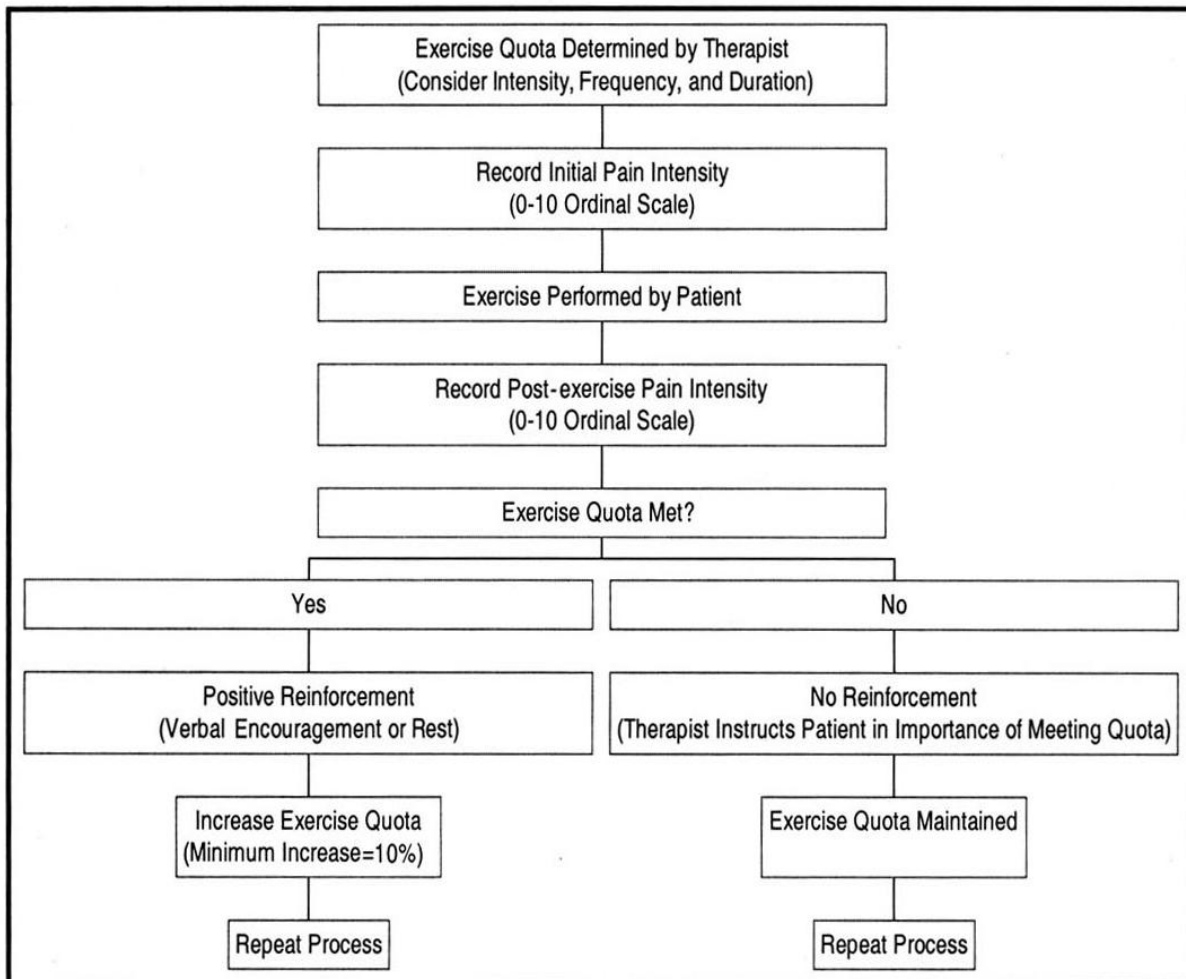 Exercise Quota Determined by Therapist
(Consider Intensity, Frequency, and Duration)
Record Initial Pain Intensity
(0-10 Ordinal Scale)
Exercise Performed by Patient
Record Post-exercise Pain Intensity
(0-10 Ordinal Scale)
Exercise Quota Met?
Yes
No
Positive Reinforcement
(Verbal Encouragement or Rest)
No Reinforcement
(Therapist Instructs Patient in Importance of Meeting Quota)
Increase Exercise Quota
(Minimum Increase=10%)
Exercise Quota Maintained
Repeat Process
Repeat Process